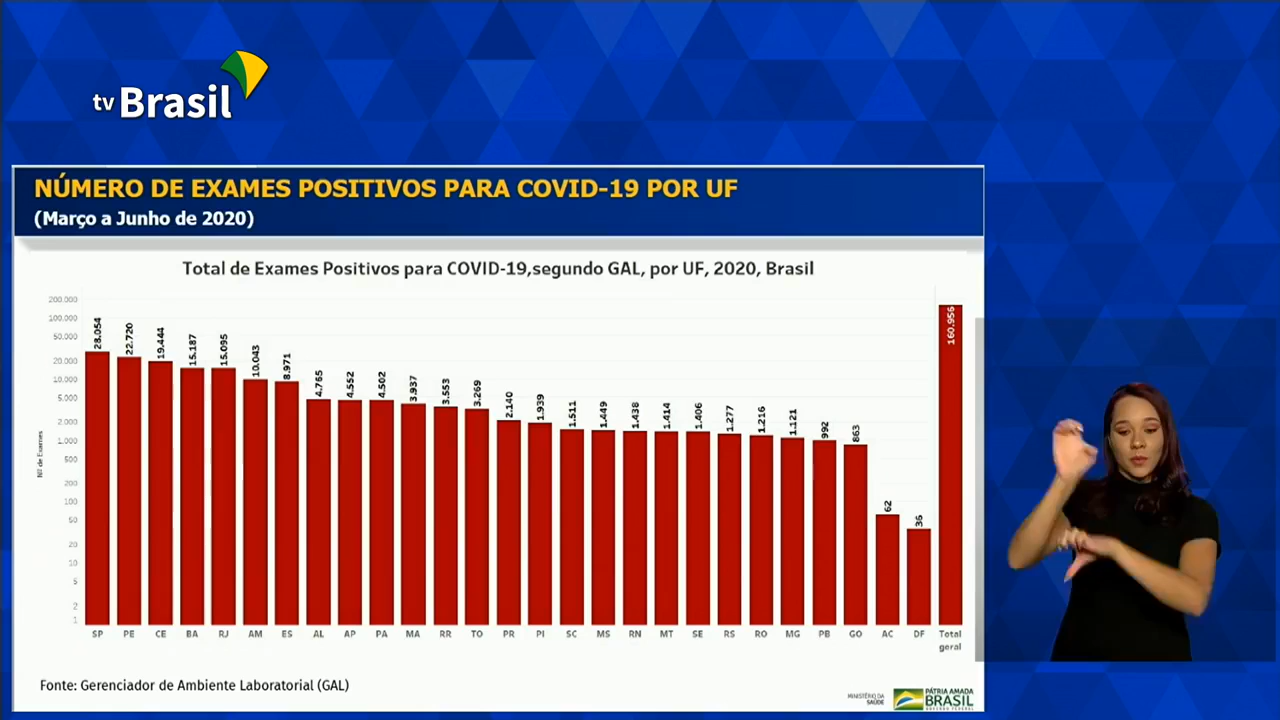 tv Brasil
NÚMERO DE EXAMES POSITIVOS PARA COVID-19 POR UF
(Março a Junho de 2020)
Total de Exames Positivos para COVID-19,segundo GAL, por UF, 2020, Brasil
Nº de Exames
200.000
100.000
50.000
20.000
10.000
5.000
2.000
1.000
500
200
100
50
20
10
5
2
1
28.054 22.720 19.444 15.187 15.095 10.043 8.971 4.765 4.552 4.502 3.937 3.553 3.269 2.140 1.939 1.511 1.449 1.438 1.414 1.406 1.277 1.216 1.121 992 863 62 36 160.956
SP PE CE BA RJ AM ES AL AP PA MA RR TO PR PI SC MS RN MT SE RS RO MG PB GO AC DF Total
geral
Fonte: Gerenciador de Ambiente Laboratorial (GAL)
MINISTÉRIO DA
SAÚDE
PÁTRIA AMADA
BRASIL
GOVERNO FEDERAL